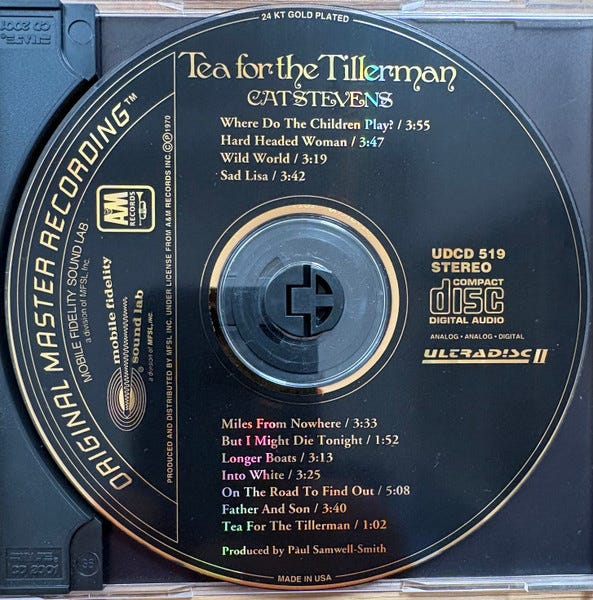 24 KT GOLD PLATED
Tea for the Tillerman
CAT STEVENS
Where Do The Children Play? / 3:55
Hard Headed Woman / 3:47
Wild World / 3:19
Sad Lisa / 3:42
ORIGINAL MASTER RECORDING™
MOBILE FIDELITY SOUND LAB
a division of MFSL, Inc.
A&M
RECORDS
mobile fidelity
sound lab
a division of MFSL, INC.
PRODUCED AND DISTRIBUTED BY MFSL INC. UNDER LICENSE FROM A&M RECORDS INC. ©℗1970
UDCD 519
STEREO
COMPACT
disc
DIGITAL AUDIO
ANALOG • ANALOG • DIGITAL
ULTRADISC II
Miles From Nowhere / 3:33
But I Might Die Tonight / 1:52
Longer Boats / 3:13
Into White / 3:25
On The Road To Find Out / 5:08
Father And Son / 3:40
Tea For The Tillerman / 1:02
Produced by Paul Samwell-Smith
MADE IN USA
CD 2001